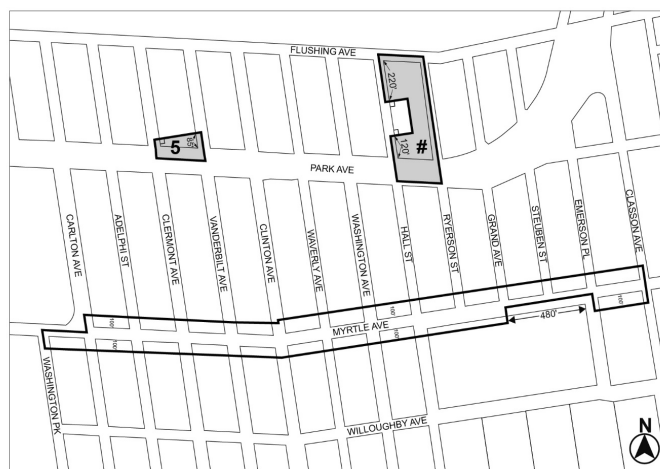 FLUSHING AVE
220'
120'
#
85'
5
PARK AVE
CARLTON AVE
ADELPHI ST
CLERMONT AVE
VANDERBILT AVE
CLINTON AVE
WAVERLY AVE
WASHINGTON AVE
HALL ST
RYERSON ST
GRAND AVE
STEUBEN ST
EMERSON PL
CLASSON AVE
100'
100'
100'
MYRTLE AVE
480'
100'
100'
WASHINGTON PK
WILLOUGHBY AVE
N